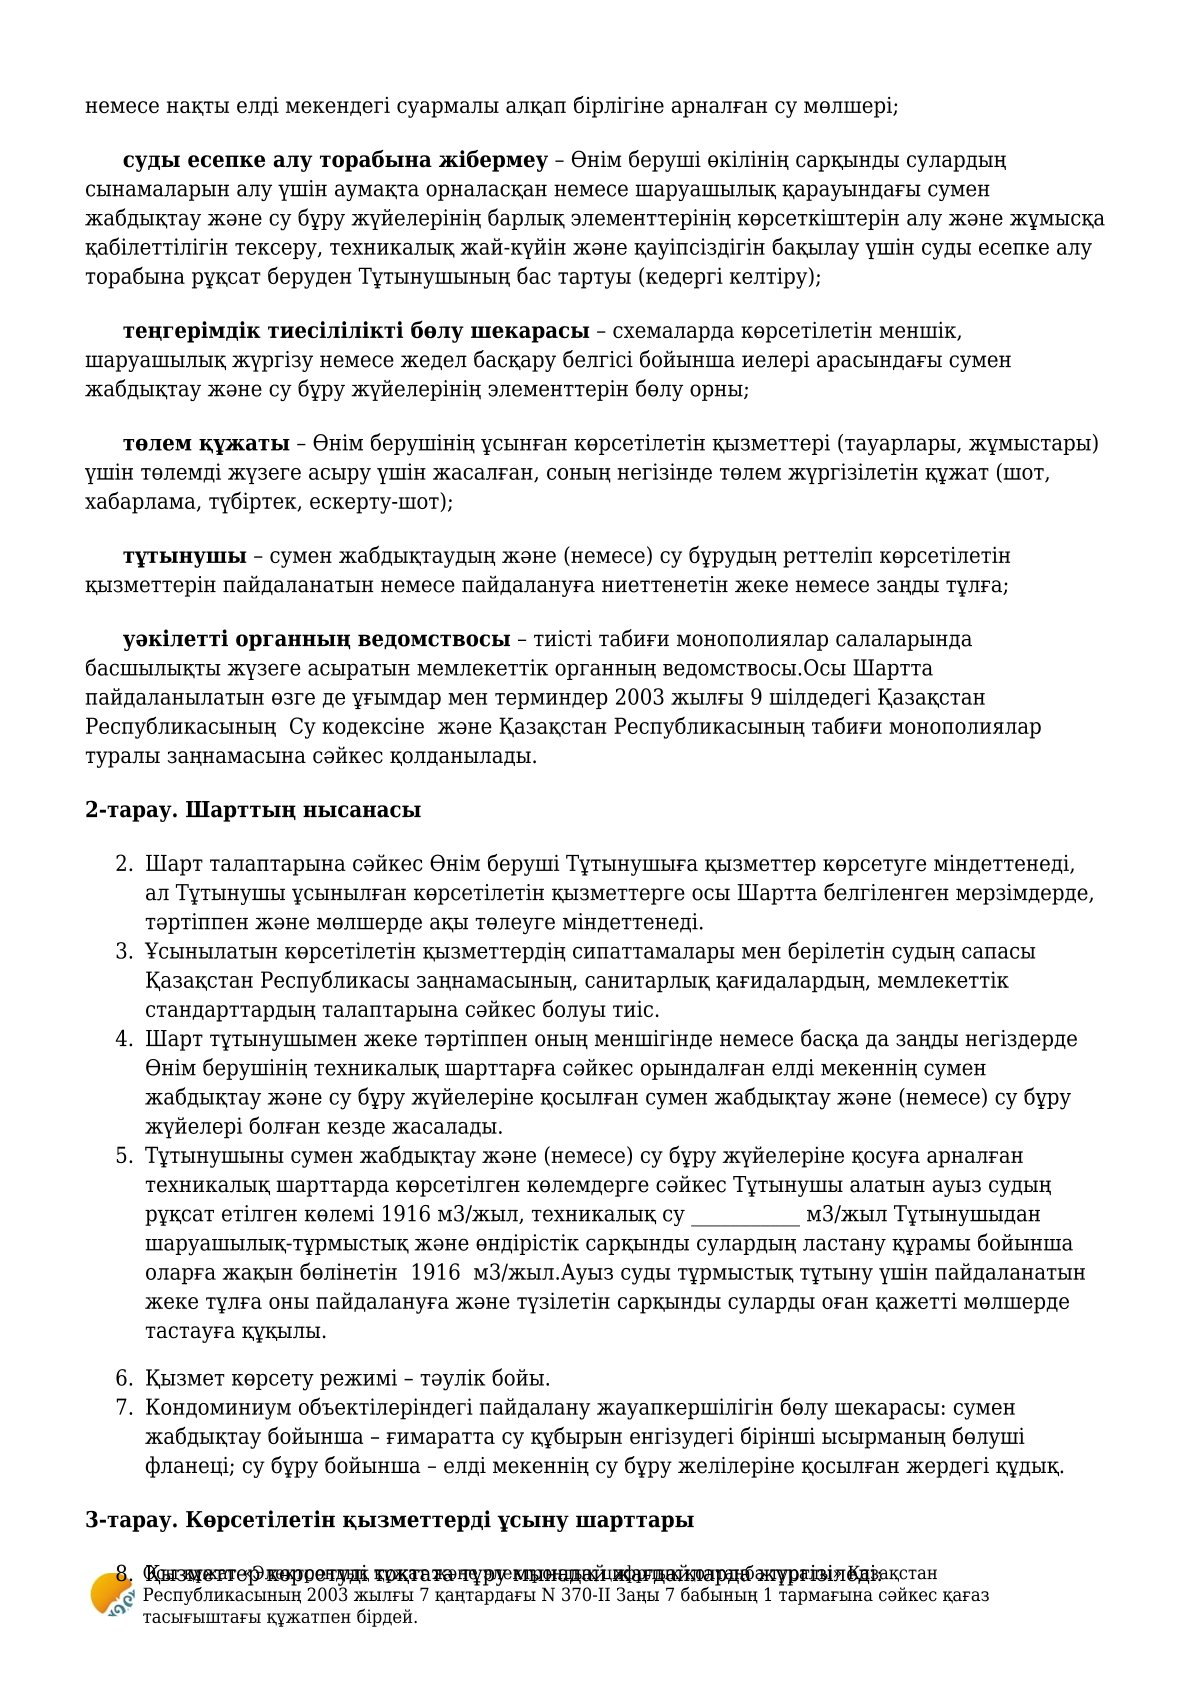 немесе нақты елді мекендегі суармалы алқап бірлігіне арналған су мөлшері;
суды есепке алу торабына жібермеу – Өнім беруші өкілінің сарқынды сулардың
сынамаларын алу үшін аумақта орналасқан немесе шаруашылық қарауындағы сумен
жабдықтау және су бұру жүйелерінің барлық элементтерінің көрсеткіштерін алу және жұмысқа
қабілеттілігін тексеру, техникалық жай-күйін және қауіпсіздігін бақылау үшін суды есепке алу
торабына рұқсат беруден Тұтынушының бас тартуы (кедергі келтіру);
теңгерімдік тиесілілікті бөлу шекарасы – схемаларда көрсетілетін меншік,
шаруашылық жүргізу немесе жедел басқару белгісі бойынша иелері арасындағы сумен
жабдықтау және су бұру жүйелерінің элементтерін бөлу орны;
төлем құжаты – Өнім берушінің ұсынған көрсетілетін қызметтері (тауарлары, жұмыстары)
үшін төлемді жүзеге асыру үшін жасалған, соның негізінде төлем жүргізілетін құжат (шот,
хабарлама, түбіртек, ескерту-шот);
тұтынушы – сумен жабдықтаудың және (немесе) су бұрудың реттеліп көрсетілетін
қызметтерін пайдаланатын немесе пайдалануға ниеттенетін жеке немесе заңды тұлға;
уәкілетті органның ведомствосы – тиісті табиғи монополиялар салаларында
басшылықты жүзеге асыратын мемлекеттік органның ведомствосы.Осы Шартта
пайдаланылатын өзге де ұғымдар мен терминдер 2003 жылғы 9 шілдедегі Қазақстан
Республикасының  Су кодексіне  және Қазақстан Республикасының табиғи монополиялар
туралы заңнамасына сәйкес қолданылады.
2-тарау. Шарттың нысанасы
2. Шарт талаптарына сәйкес Өнім беруші Тұтынушыға қызметтер көрсетуге міндеттенеді,
ал Тұтынушы ұсынылған көрсетілетін қызметтерге осы Шартта белгіленген мерзімдерде,
тәртіппен және мөлшерде ақы төлеуге міндеттенеді.
3. Ұсынылатын көрсетілетін қызметтердің сипаттамалары мен берілетін судың сапасы
Қазақстан Республикасы заңнамасының, санитарлық қағидалардың, мемлекеттік
стандарттардың талаптарына сәйкес болуы тиіс.
4. Шарт тұтынушымен жеке тәртіппен оның меншігінде немесе басқа да заңды негіздерде
Өнім берушінің техникалық шарттарға сәйкес орындалған елді мекеннің сумен
жабдықтау және су бұру жүйелеріне қосылған сумен жабдықтау және (немесе) су бұру
жүйелері болған кезде жасалады.
5. Тұтынушыны сумен жабдықтау және (немесе) су бұру жүйелеріне қосуға арналған
техникалық шарттарда көрсетілген көлемдерге сәйкес Тұтынушы алатын ауыз судың
рұқсат етілген көлемі 1916 м3/жыл, техникалық су ___________ м3/жыл Тұтынушыдан
шаруашылық-тұрмыстық және өндірістік сарқынды сулардың ластану құрамы бойынша
оларға жақын бөлінетін  1916  м3/жыл.Ауыз суды тұрмыстық тұтыну үшін пайдаланатын
жеке тұлға оны пайдалануға және түзілетін сарқынды суларды оған қажетті мөлшерде
тастауға құқылы.
6. Қызмет көрсету режимі – тәулік бойы.
7. Кондоминиум объектілеріндегі пайдалану жауапкершілігін бөлу шекарасы: сумен
жабдықтау бойынша – ғимаратта су құбырын енгізудегі бірінші ысырманың бөлуші
фланеці; су бұру бойынша – елді мекеннің су бұру желілеріне қосылған жердегі құдық.
3-тарау. Көрсетілетін қызметтерді ұсыну шарттары
8. Қызметтер көрсетуді тоқтата тұру мынадай жағдайларда жүргізіледі:
Осы құжат «Электрондық құжат және электрондық цифрлық қолтаңба туралы» Қазақстан
Республикасының 2003 жылғы 7 қаңтардағы N 370-II Заңы 7 бабының 1 тармағына сәйкес қағаз
тасығыштағы құжатпен бірдей.